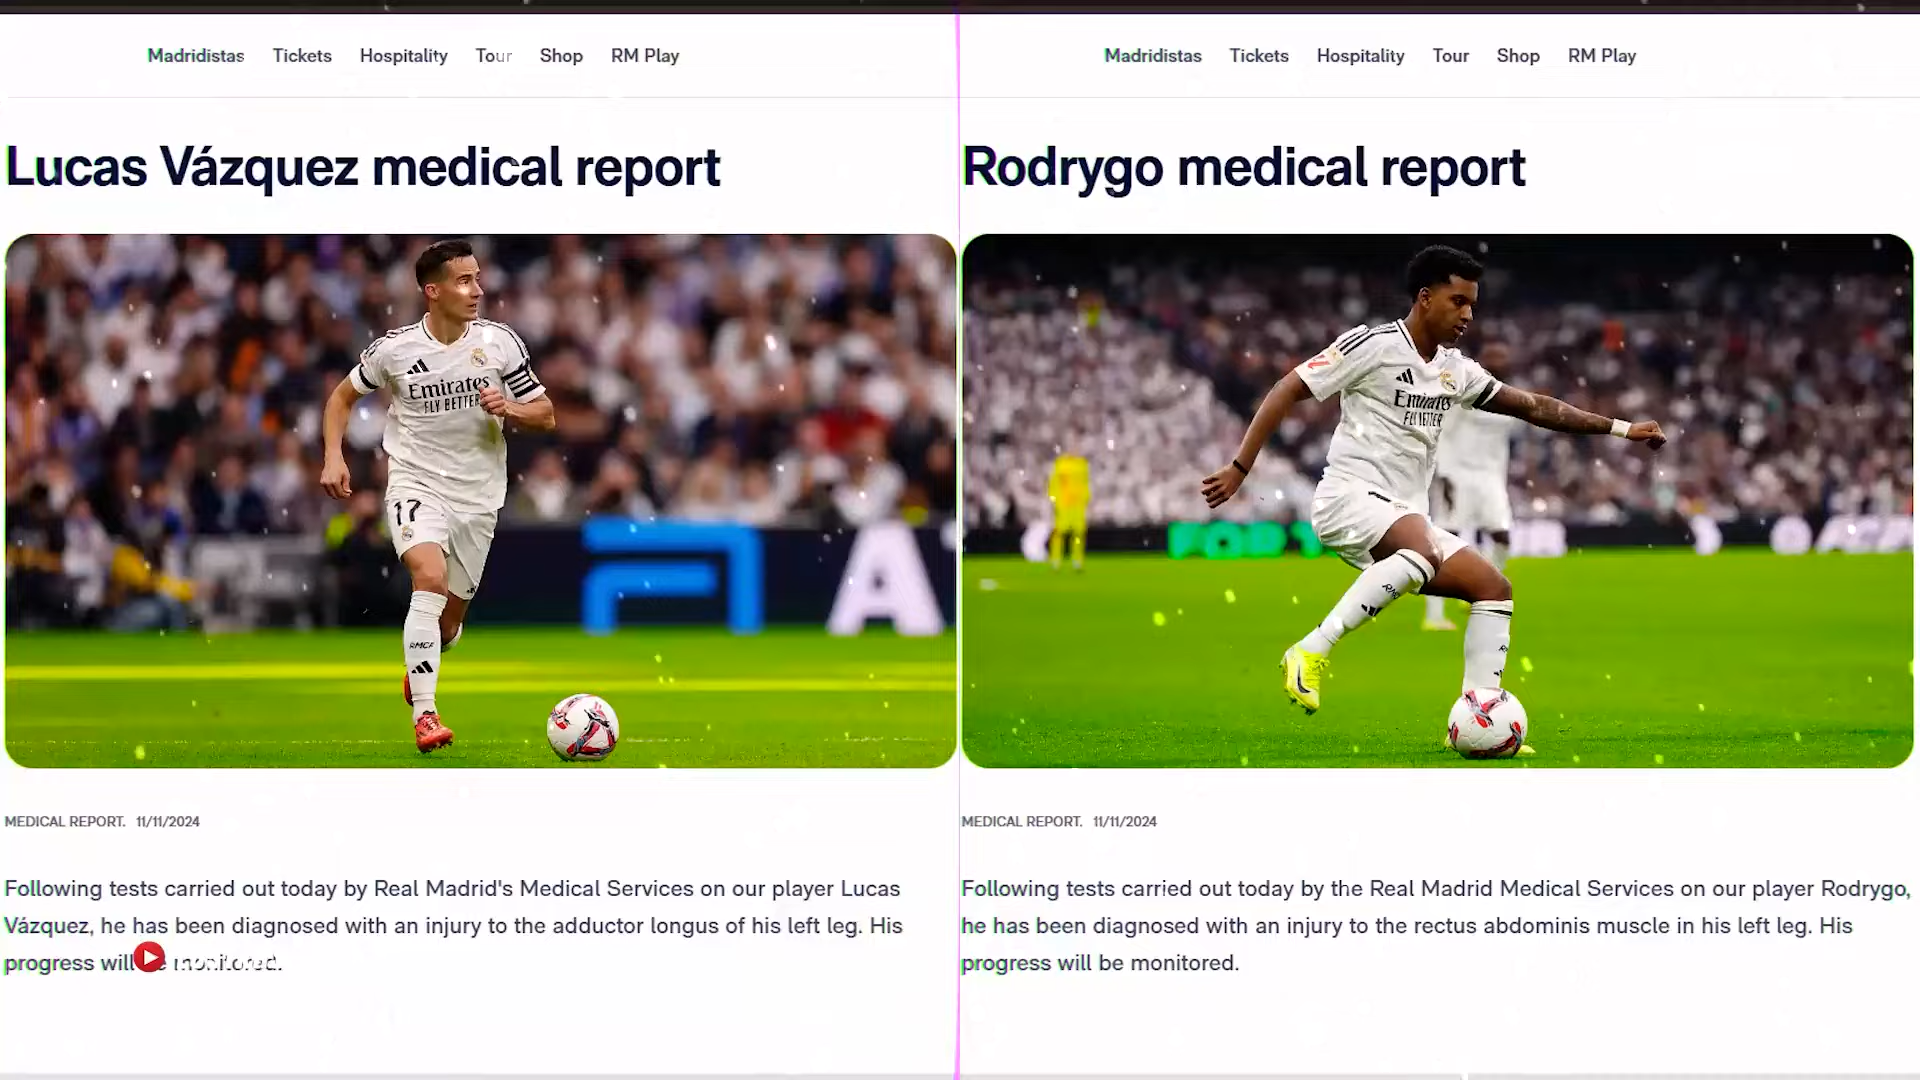 Madridistas Tickets Hospitality Tour Shop RM Play
Lucas Vázquez medical report
Emirates
FLY BETTER
17
RMCF
A
MEDICAL REPORT. 11/11/2024
Following tests carried out today by Real Madrid's Medical Services on our player Lucas
Vázquez, he has been diagnosed with an injury to the adductor longus of his left leg. His
progress will monitored.
Madridistas Tickets Hospitality Tour Shop RM Play
Rodrygo medical report
Emirates
FLY BETTER
MEDICAL REPORT. 11/11/2024
Following tests carried out today by the Real Madrid Medical Services on our player Rodrygo,
he has been diagnosed with an injury to the rectus abdominis muscle in his left leg. His
progress will be monitored.